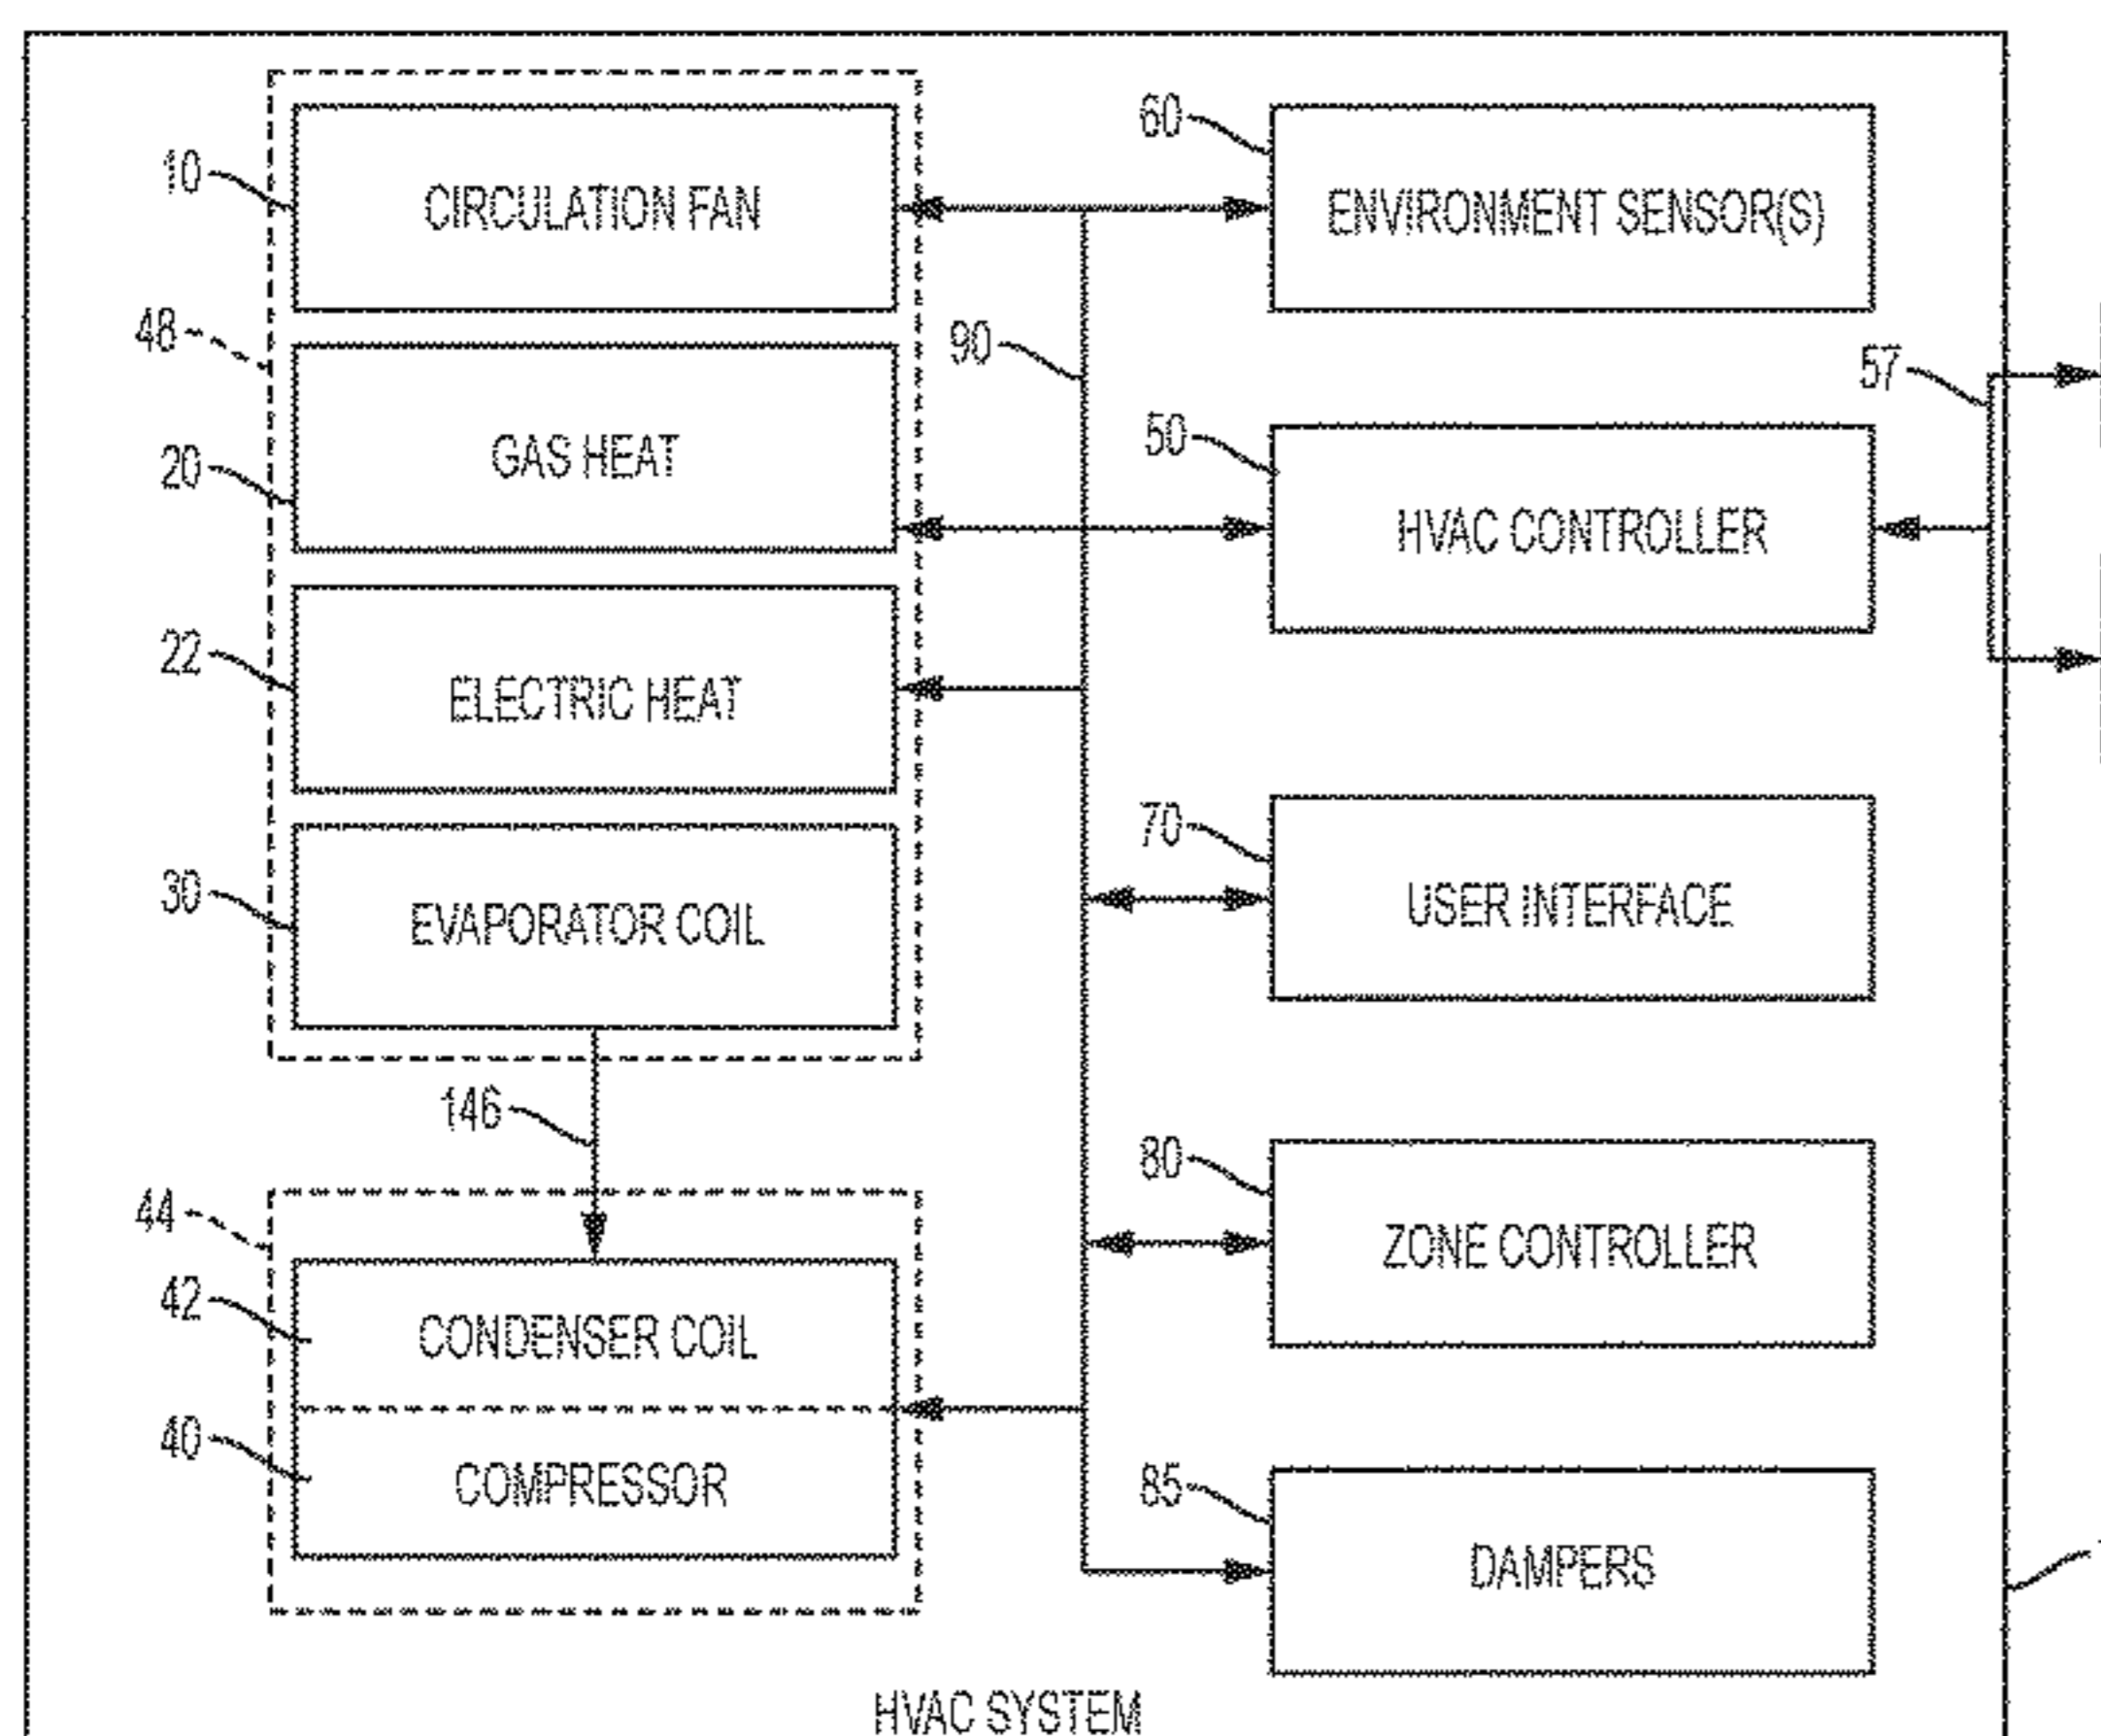 10
CIRCULATION FAN
48
GAS HEAT
20
22
ELECTRIC HEAT
30
EVAPORATOR COIL
146
44
42
CONDENSER COIL
40
COMPRESSOR
90
60
ENVIRONMENT SENSOR(S)
50
HVAC CONTROLLER
57
70
USER INTERFACE
80
ZONE CONTROLLER
85
DAMPERS
HVAC SYSTEM